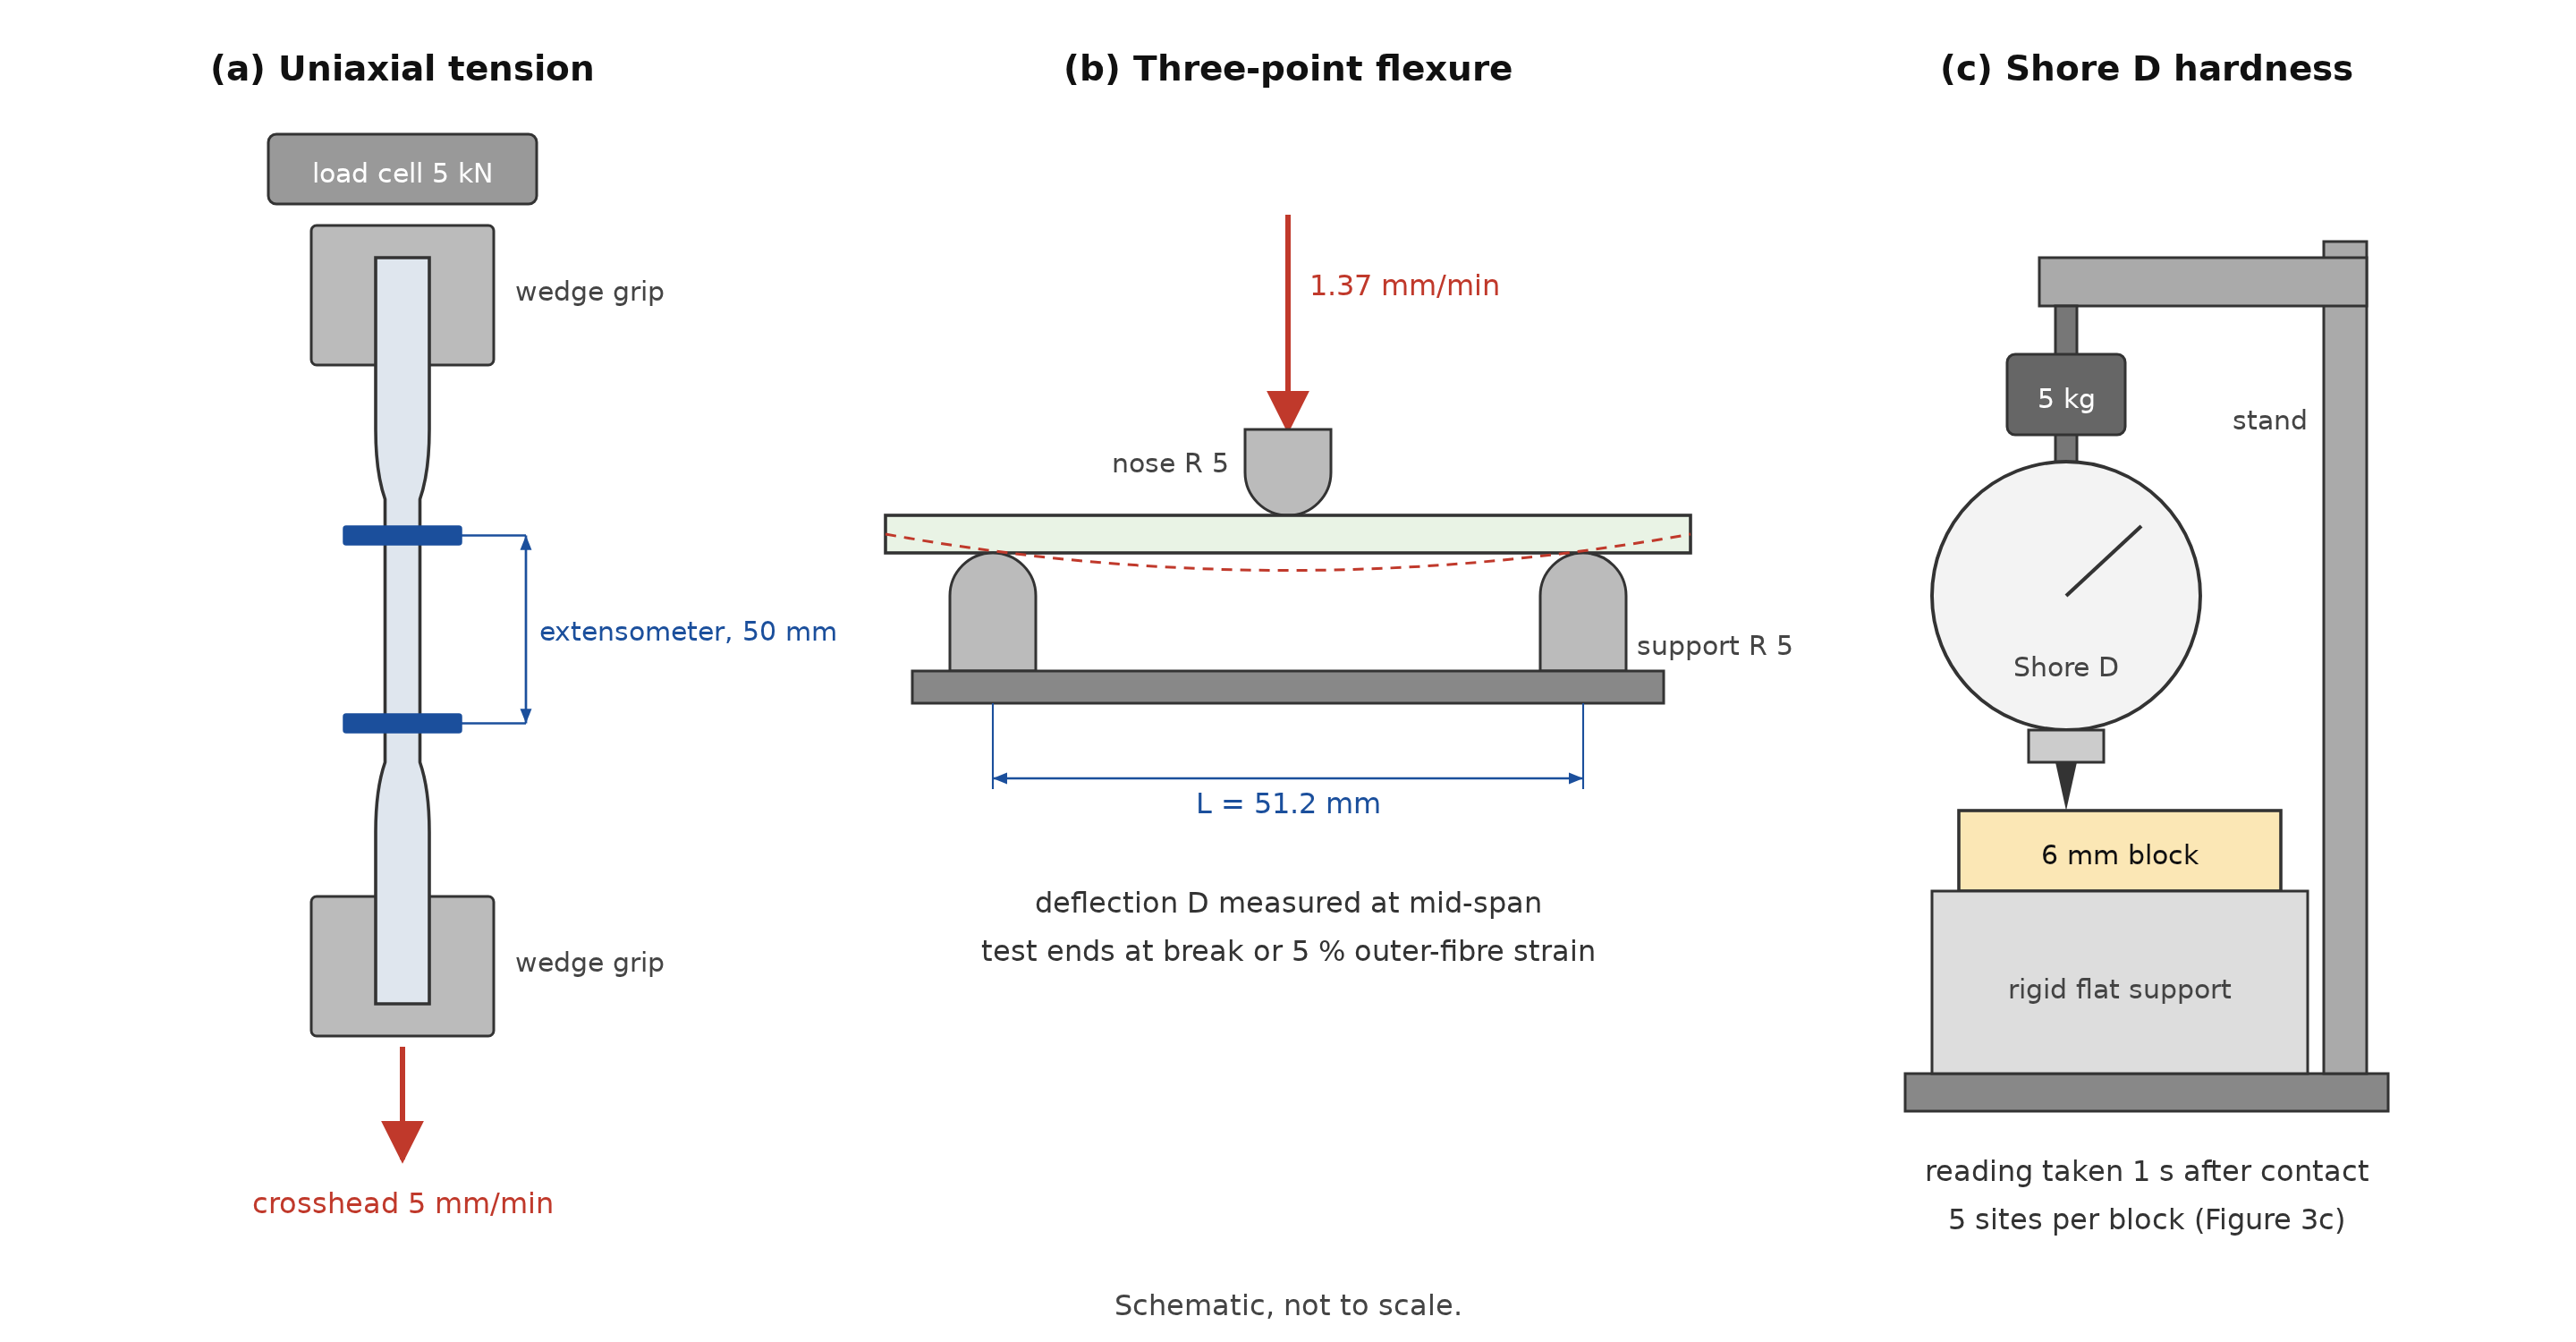 (a) Uniaxial tension
load cell 5 kN
wedge grip
extensometer, 50 mm
wedge grip
crosshead 5 mm/min
(b) Three-point flexure
1.37 mm/min
nose R 5
support R 5
L = 51.2 mm
deflection D measured at mid-span
test ends at break or 5 % outer-fibre strain
(c) Shore D hardness
5 kg
stand
Shore D
6 mm block
rigid flat support
reading taken 1 s after contact
5 sites per block (Figure 3c)
Schematic, not to scale.